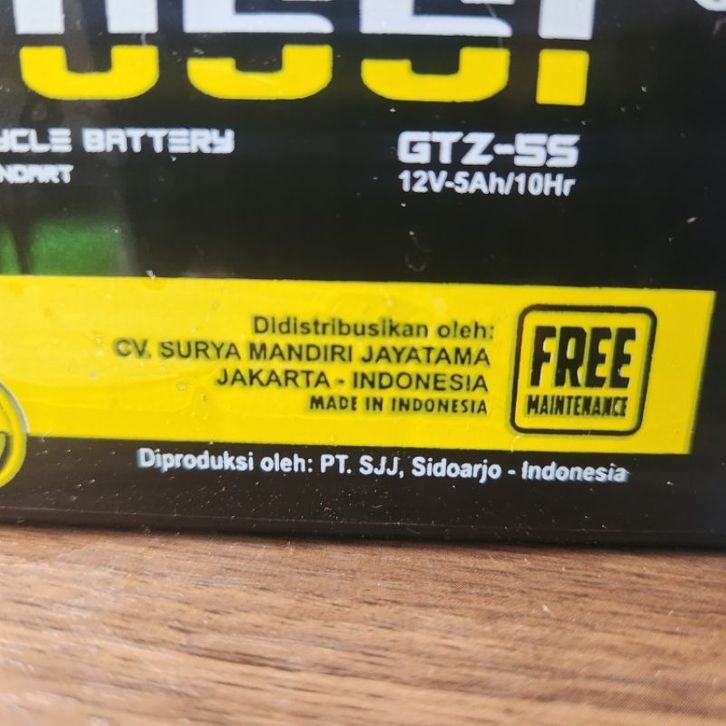 BATTERY
GTZ-5S
12V-5Ah/10Hr
Didistribusikan oleh:
CV. SURYA MANDIRI JAYATAMA
JAKARTA - INDONESIA
MADE IN INDONESIA
FREE
MAINTENANCE
Diproduksi oleh: PT. SJJ, Sidoarjo - Indonesia